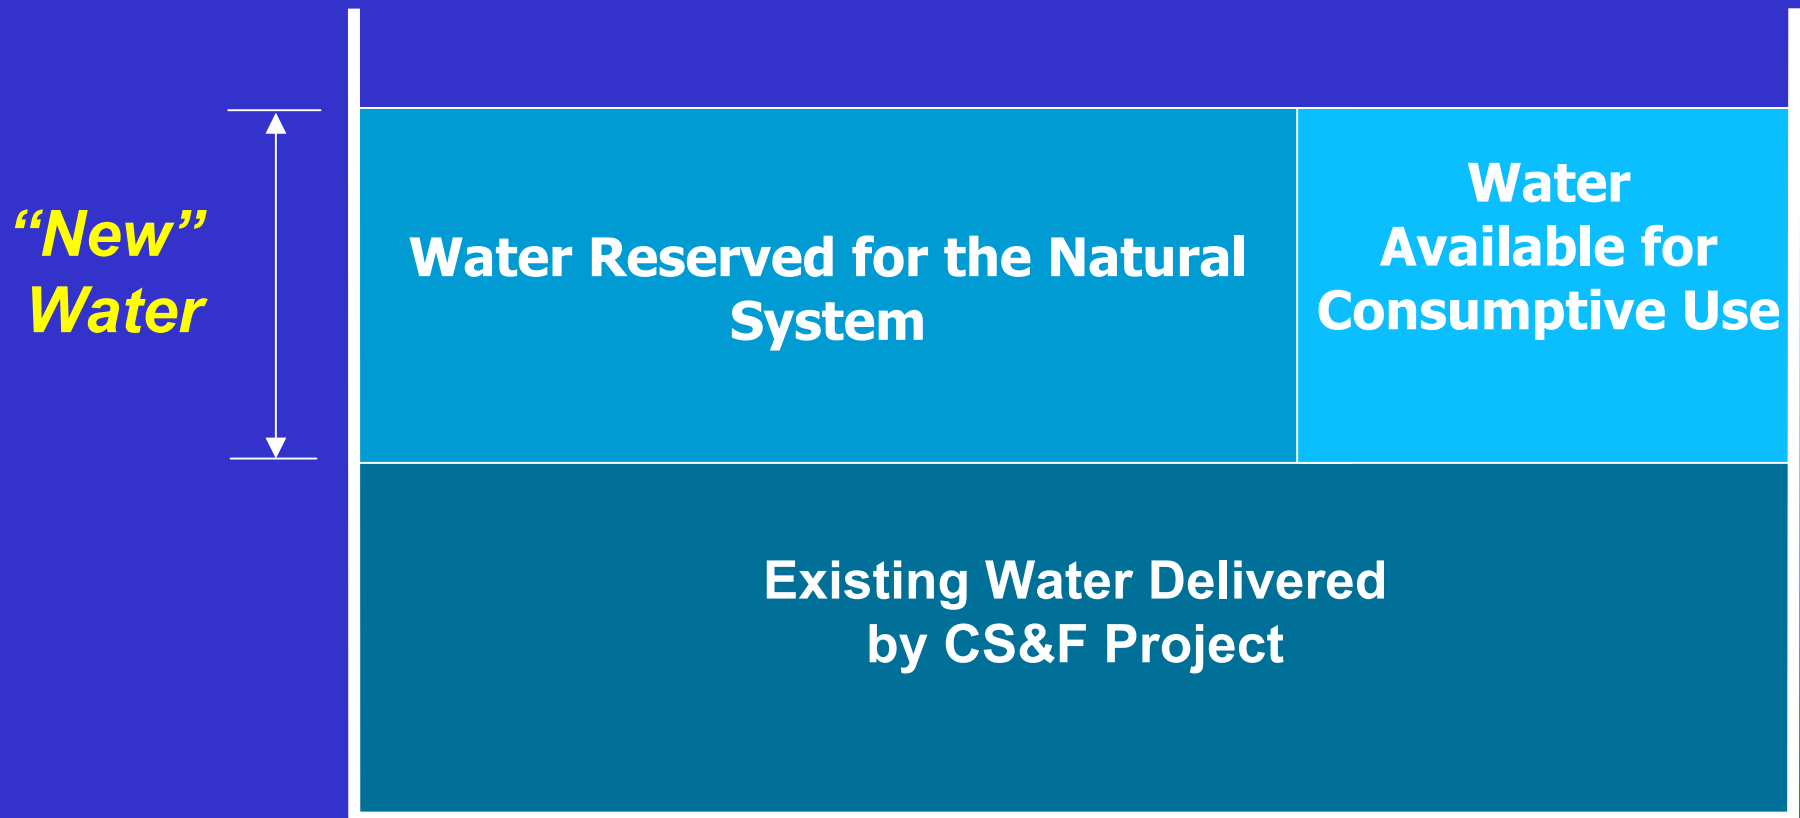 “New”
Water
Water Reserved for the Natural
System
Water
Available for
Consumptive Use
Existing Water Delivered
by CS&F Project